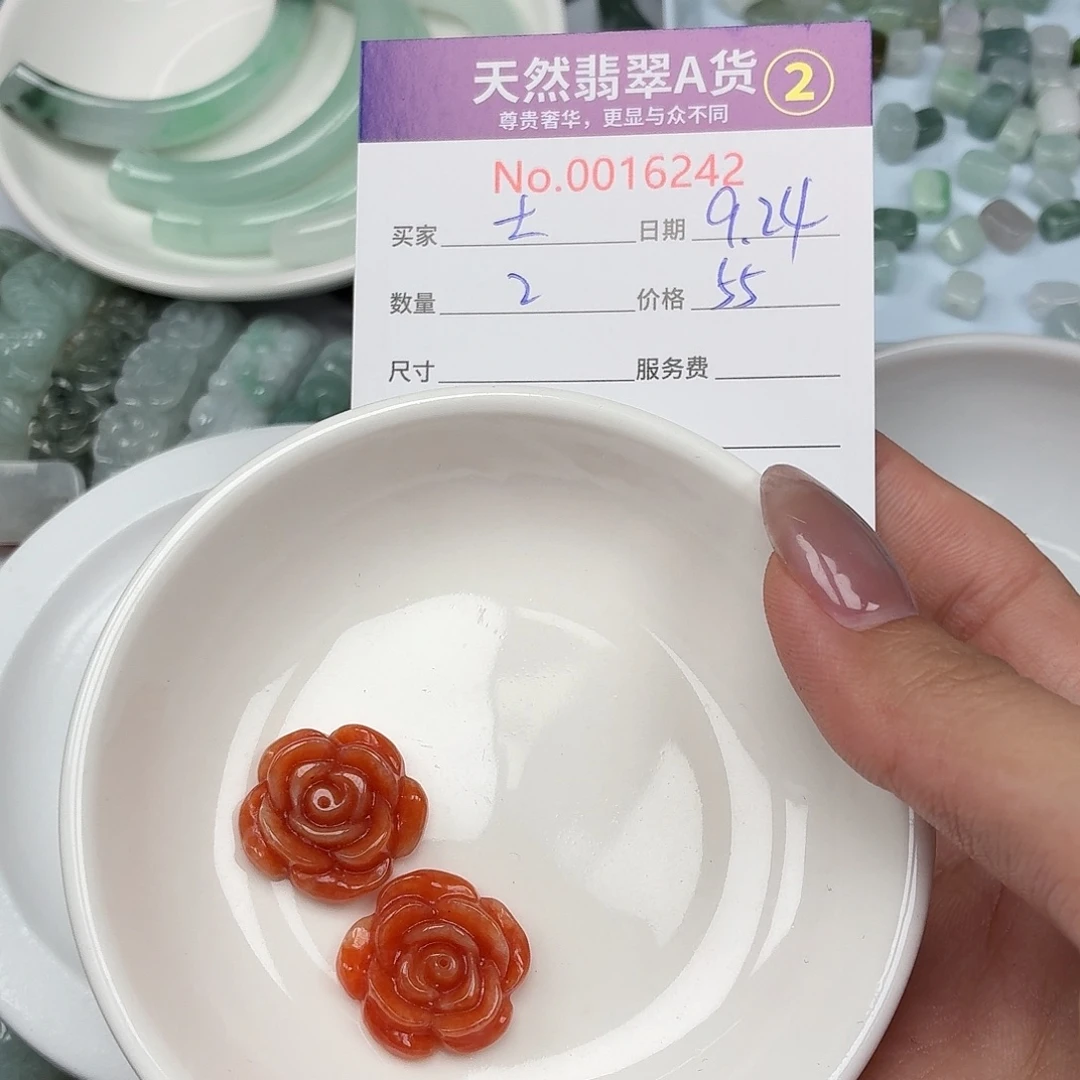 天然翡翠A货 2
尊贵奢华，更显与众不同
No.0016242
买家 士 日期 9.24
数量 2 价格 55
尺寸 服务费